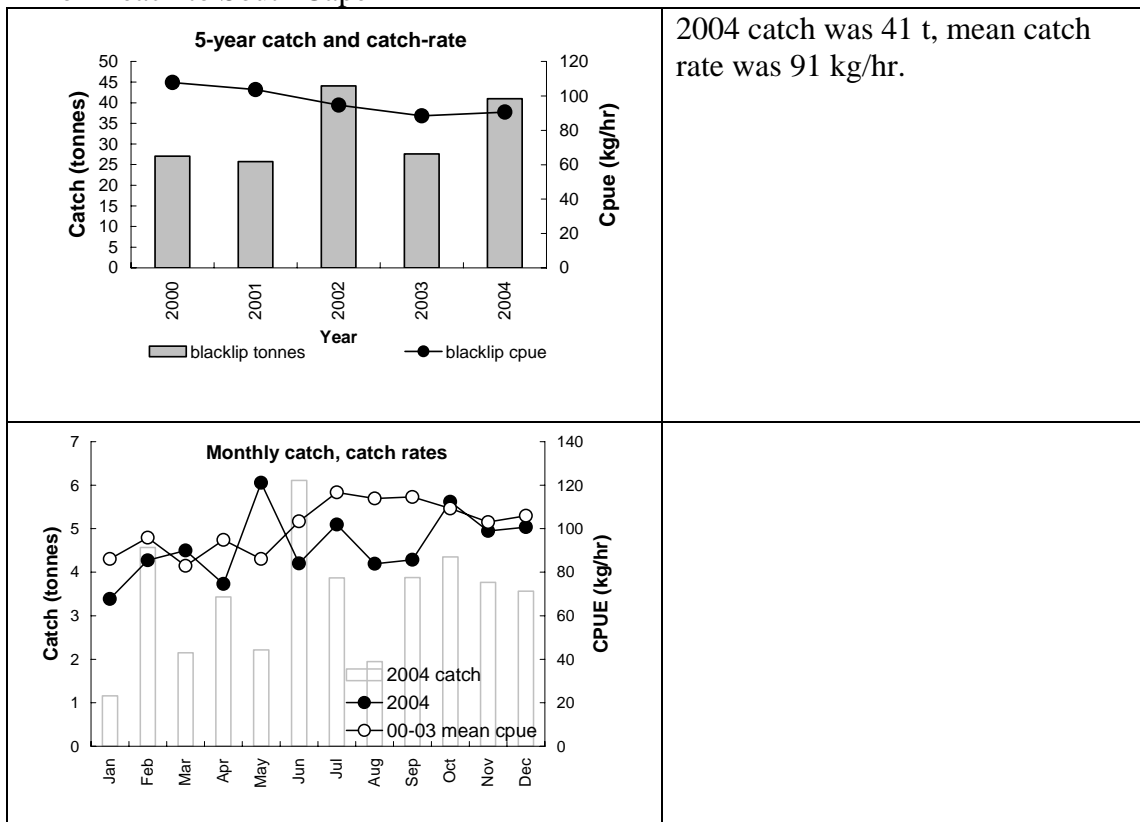 5-year catch and catch-rate
50
45
40
35
30
25
20
15
10
5
0
Catch (tonnes)
120
100
80
60
40
20
0
Cpue (kg/hr)
2000
2001
2002
2003
2004
Year
blacklip tonnes
blacklip cpue
2004 catch was 41 t, mean catch
rate was 91 kg/hr.
Monthly catch, catch rates
7
6
5
4
3
2
1
0
Catch (tonnes)
140
120
100
80
60
40
20
0
CPUE (kg/hr)
2004 catch
2004
00-03 mean cpue
Jan
Feb
Mar
Apr
May
Jun
Jul
Aug
Sep
Oct
Nov
Dec